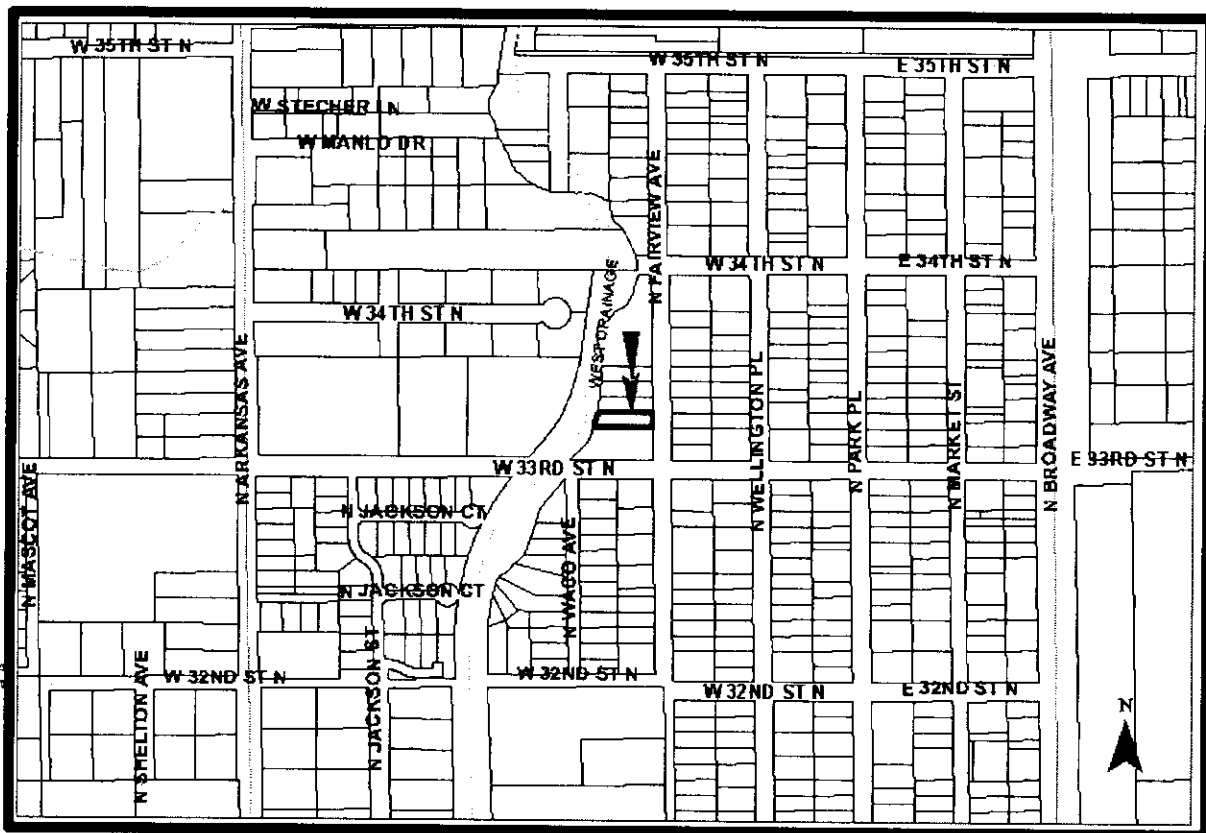 W 35TH ST N
W 35TH ST N
E 35TH ST N
W STECHER LN
W MANLO DR
N FAIRVIEW AVE
W 34TH ST N
E 34TH ST N
WEST DRAINAGE
W 34TH ST N
N ARKANSAS AVE
N WELLINGTON PL
N PARK PL
N MARKET ST
N BROADWAY AVE
W 33RD ST N
E 33RD ST N
N MASCOT AVE
N JACKSON CT
N JACKSON CT
N WACO AVE
W 32ND ST N
W 32ND ST N
W 32ND ST N
E 32ND ST N
N SHELTON AVE
N JACKSON ST
N